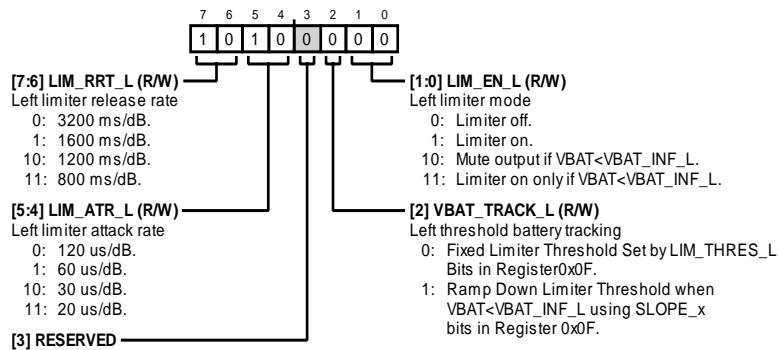 7 6 5 4 3 2 1 0
1 0 1 0 0 0 0 0
[7:6] LIM_RRT_L (R/W)
Left limiter release rate
0: 3200 ms/dB.
1: 1600 ms/dB.
10: 1200 ms/dB.
11: 800 ms/dB.
[5:4] LIM_ATR_L (R/W)
Left limiter attack rate
0: 120 us/dB.
1: 60 us/dB.
10: 30 us/dB.
11: 20 us/dB.
[3] RESERVED
[1:0] LIM_EN_L (R/W)
Left limiter mode
0: Limiter off.
1: Limiter on.
10: Mute output if VBAT<VBAT_INF_L.
11: Limiter on only if VBAT<VBAT_INF_L.
[2] VBAT_TRACK_L (R/W)
Left threshold battery tracking
0: Fixed Limiter Threshold Set by LIM_THRES_L
Bits in Register0x0F.
1: Ramp Down Limiter Threshold when
VBAT<VBAT_INF_L using SLOPE_x
bits in Register 0x0F.